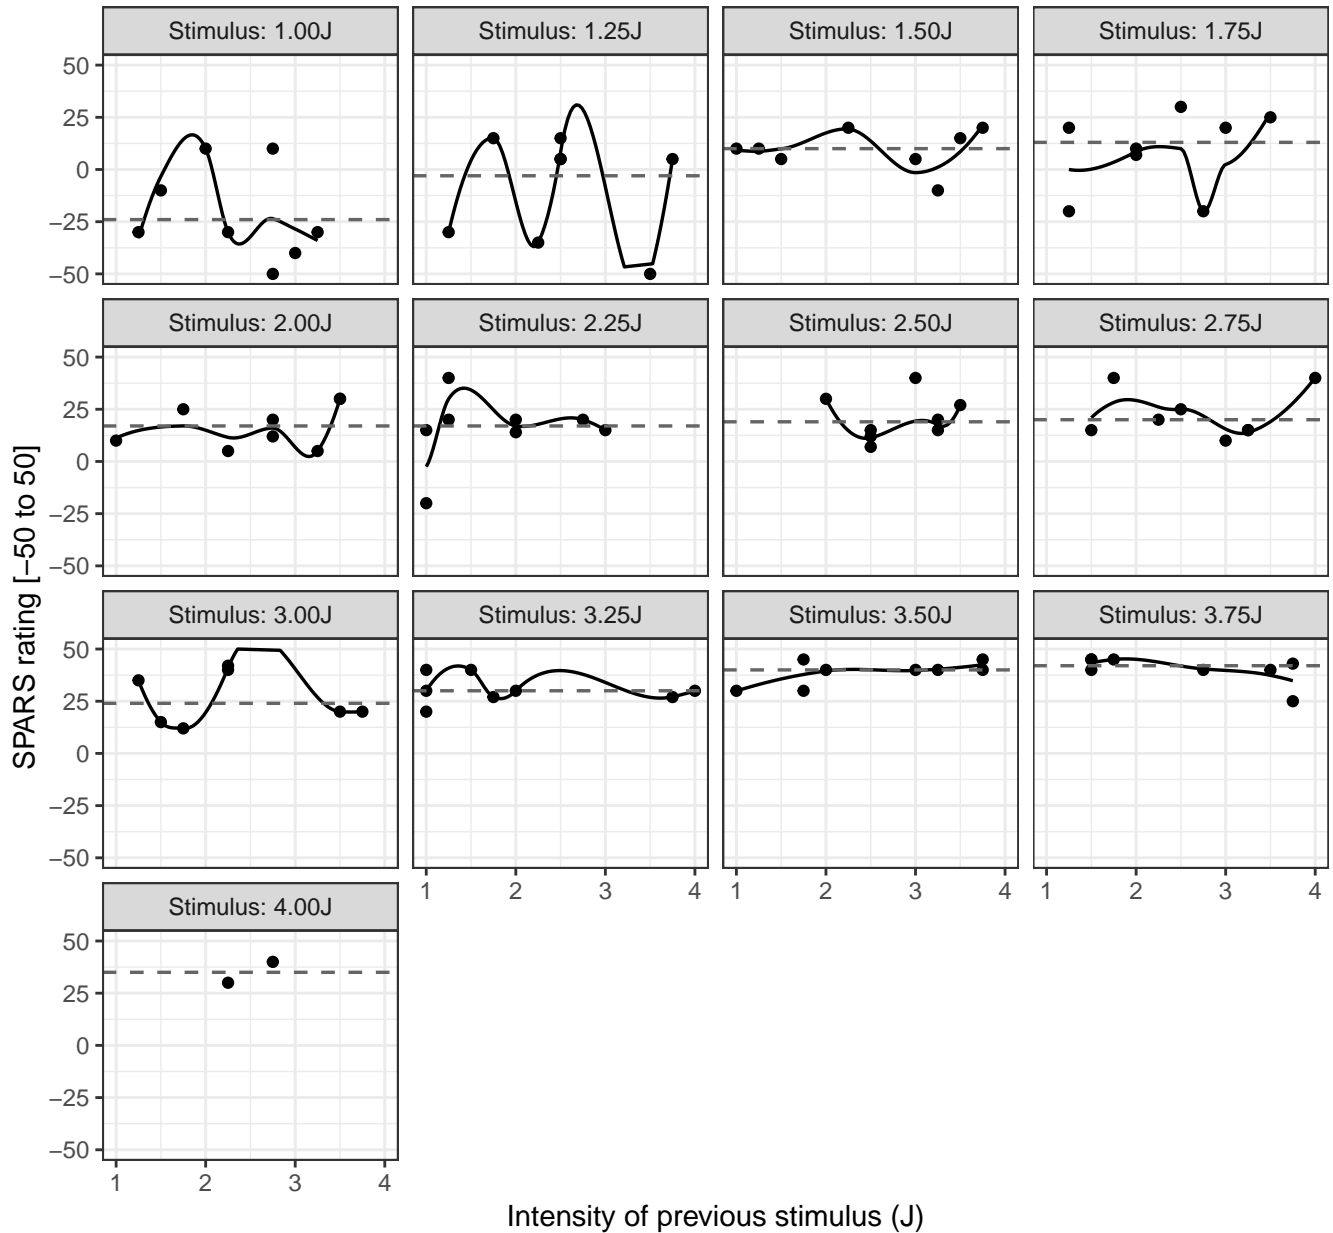 Stimulus: 1.00J
Stimulus: 1.25J
Stimulus: 1.50J
Stimulus: 1.75J
50
25
0
−25
−50
Stimulus: 2.00J
Stimulus: 2.25J
Stimulus: 2.50J
Stimulus: 2.75J
50
25
0
−25
−50
SPARS rating [−50 to 50]
Stimulus: 3.00J
Stimulus: 3.25J
Stimulus: 3.50J
Stimulus: 3.75J
50
25
0
−25
−50
1 2 3 4
1 2 3 4
1 2 3 4
Stimulus: 4.00J
50
25
0
−25
−50
1 2 3 4
Intensity of previous stimulus (J)